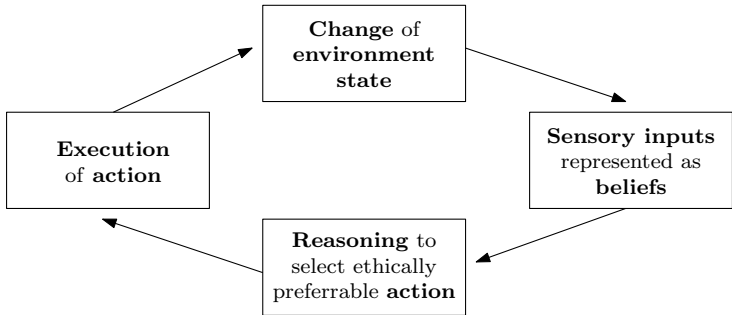 Change of
environment
state
Execution
of action
Sensory inputs
represented as
beliefs
Reasoning to
select ethically
preferrable action